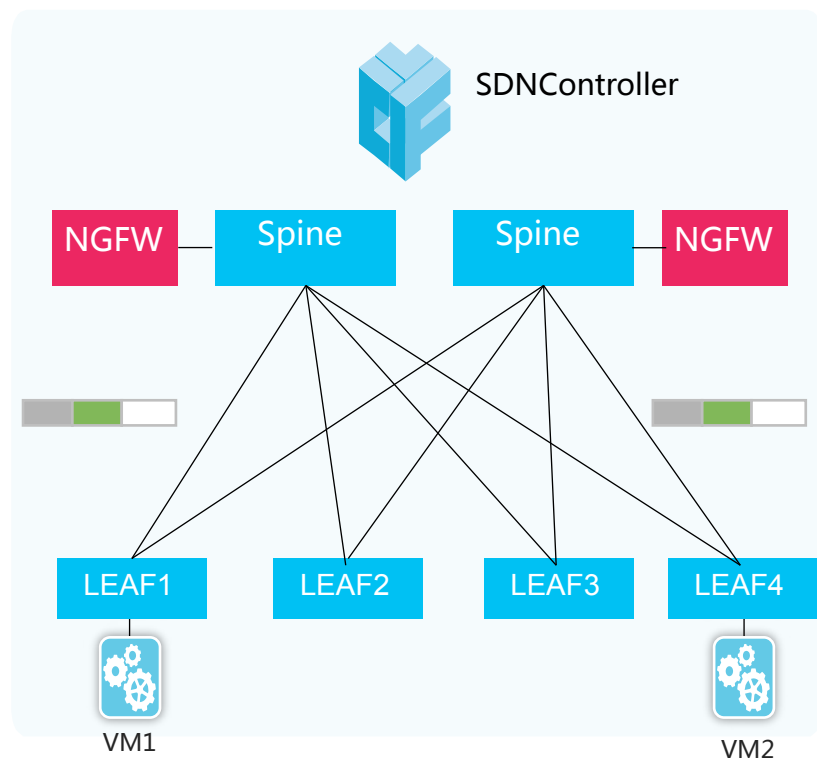 SDNController
NGFW
Spine
Spine
NGFW
LEAF1
LEAF2
LEAF3
LEAF4
VM1
VM2